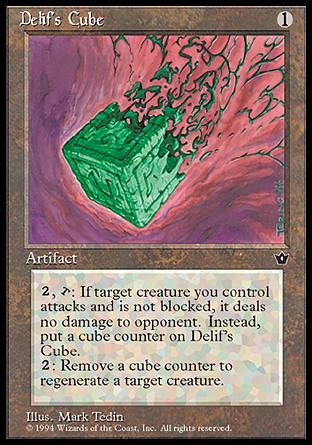 Delif's Cube 1
Artifact
2, : If target creature you control
attacks and is not blocked, it deals
no damage to opponent. Instead,
put a cube counter on Delif's
Cube.
2: Remove a cube counter to
regenerate a target creature.
Illus. Mark Tedin
© 1994 Wizards of the Coast, Inc. All rights reserved.